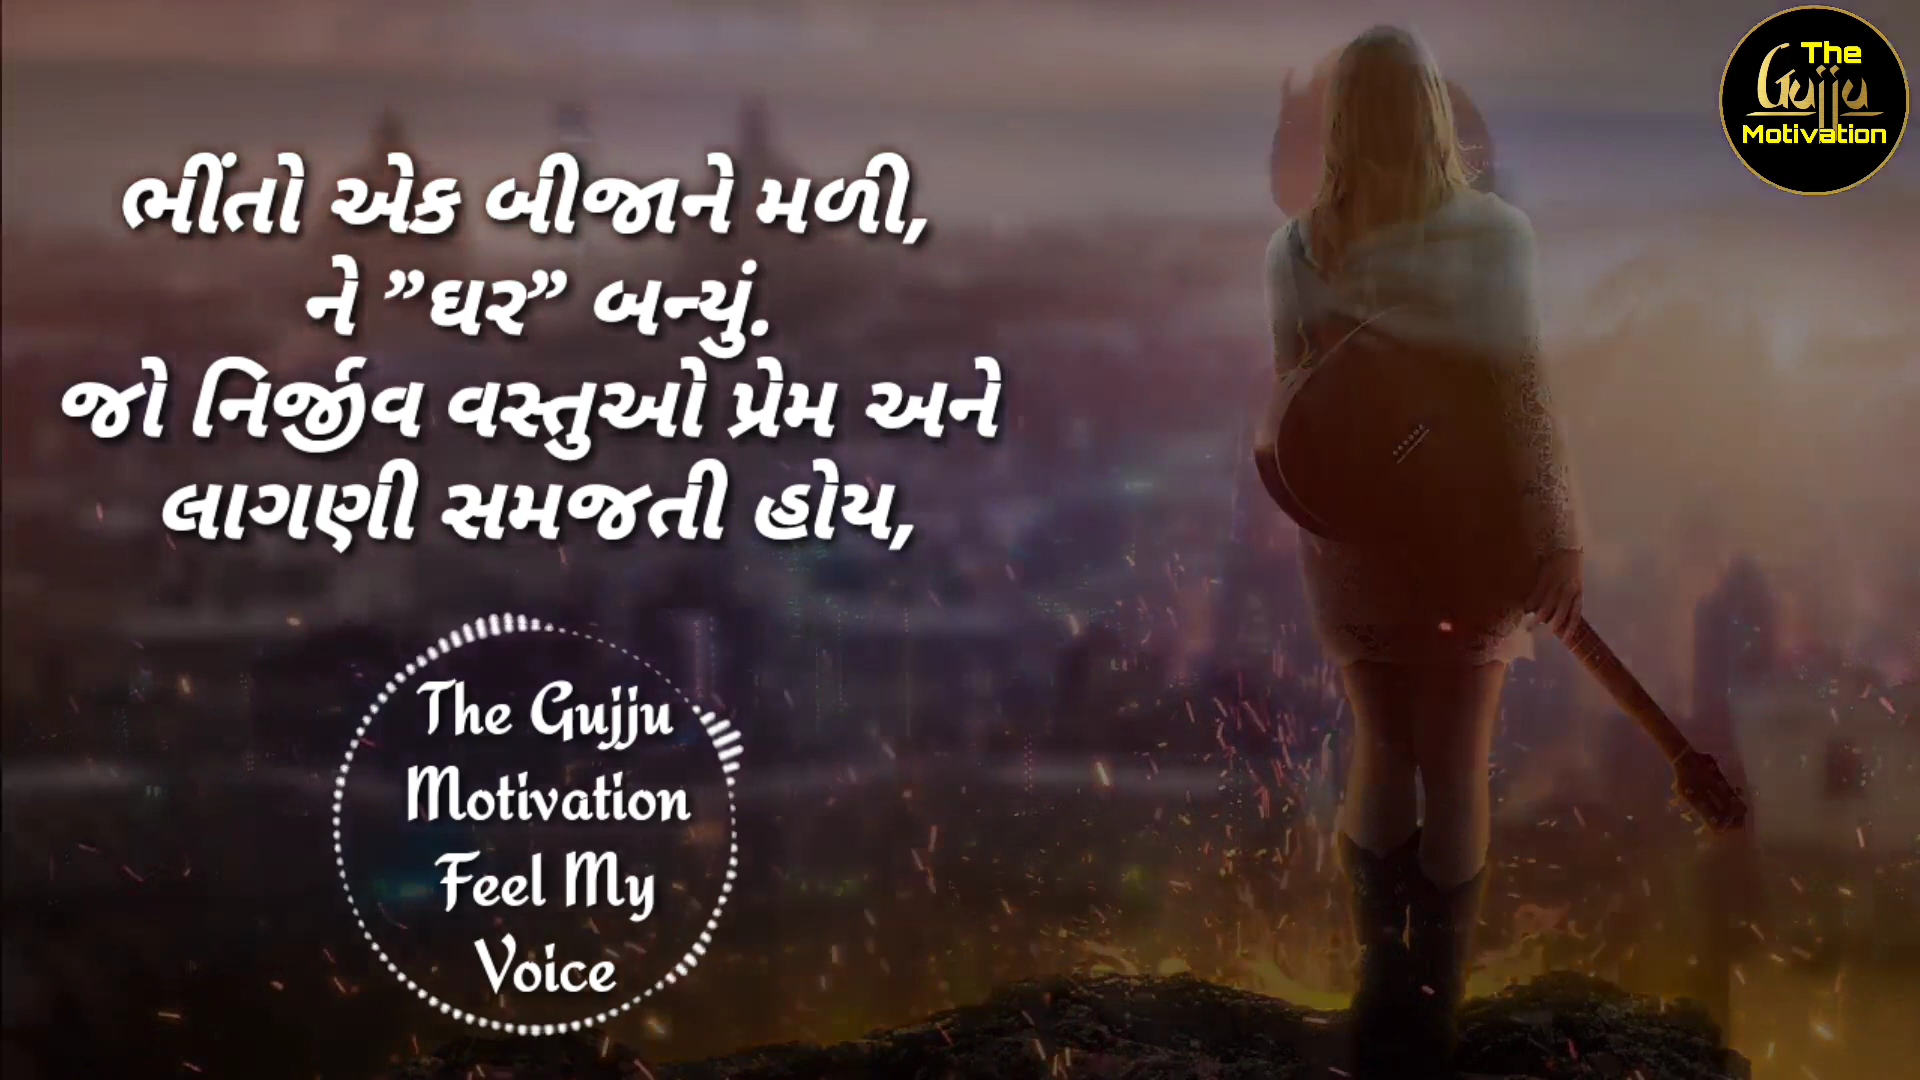 ભીંતો એક બીજાને મળી,
ને ”ઘર” બન્યું.
જો નિર્જીવ વસ્તુઓ પ્રેમ અને
લાગણી સમજતી હોય,
The Gujju
Motivation
Feel My
Voice
The
Gujju
Motivation